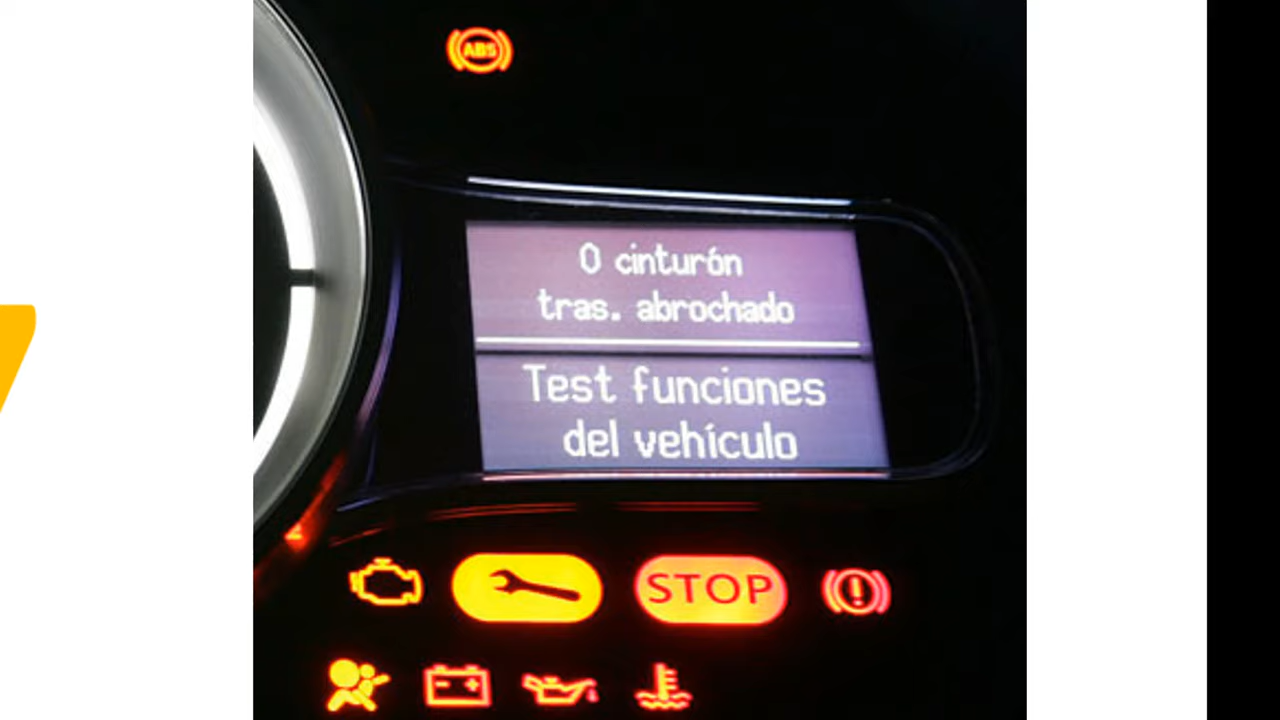 ABS
0 cinturón
tras. abrochado
Test funciones
del vehículo
STOP